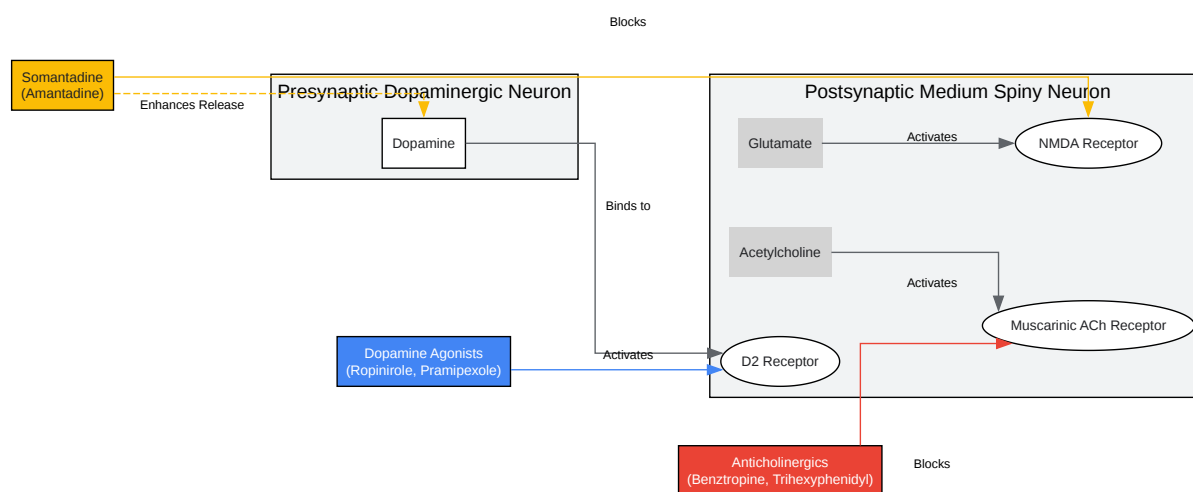 Blocks
Somantadine
(Amantadine)
Enhances Release
Presynaptic Dopaminergic Neuron
Dopamine
Postsynaptic Medium Spiny Neuron
Glutamate
Activates
NMDA Receptor
Binds to
Acetylcholine
Activates
Muscarinic ACh Receptor
Dopamine Agonists
(Ropinirole, Pramipexole)
Activates
D2 Receptor
Anticholinergics
(Benztropine, Trihexyphenidyl)
Blocks